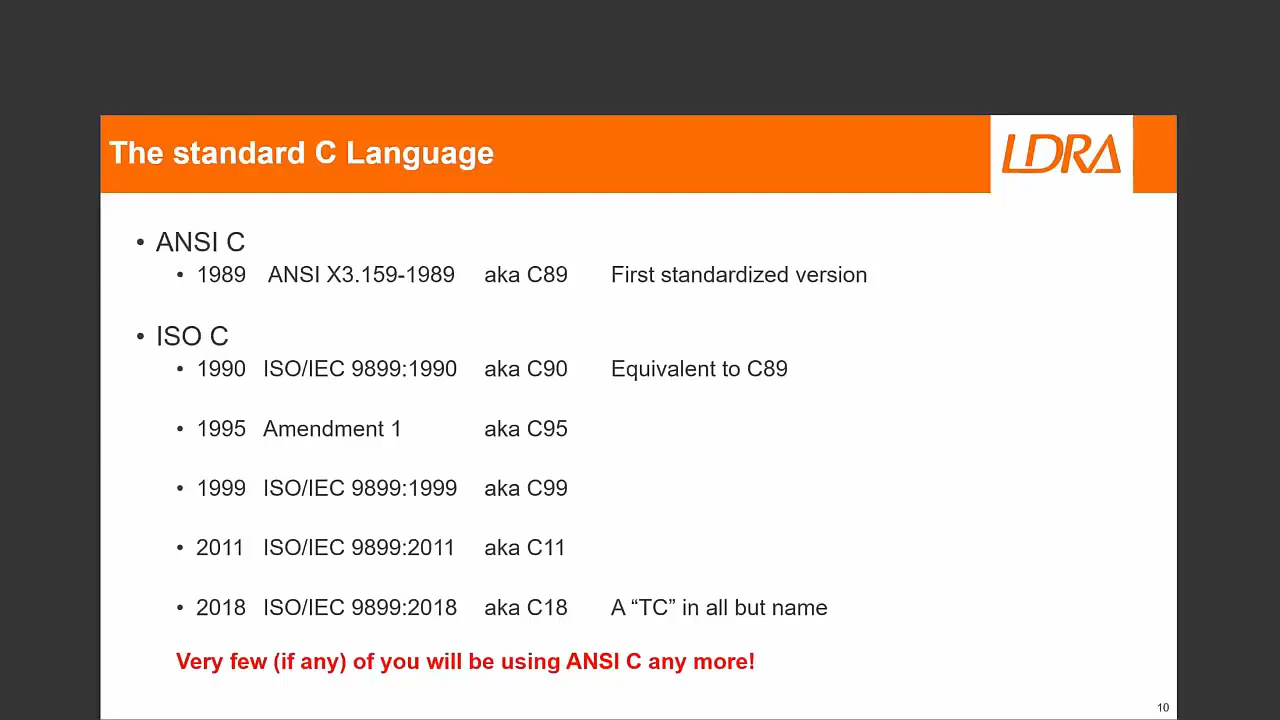 The standard C Language
LDRA
• ANSI C
• 1989 ANSI X3.159-1989 aka C89 First standardized version
• ISO C
• 1990 ISO/IEC 9899:1990 aka C90 Equivalent to C89
• 1995 Amendment 1 aka C95
• 1999 ISO/IEC 9899:1999 aka C99
• 2011 ISO/IEC 9899:2011 aka C11
• 2018 ISO/IEC 9899:2018 aka C18 A “TC” in all but name
Very few (if any) of you will be using ANSI C any more!
10